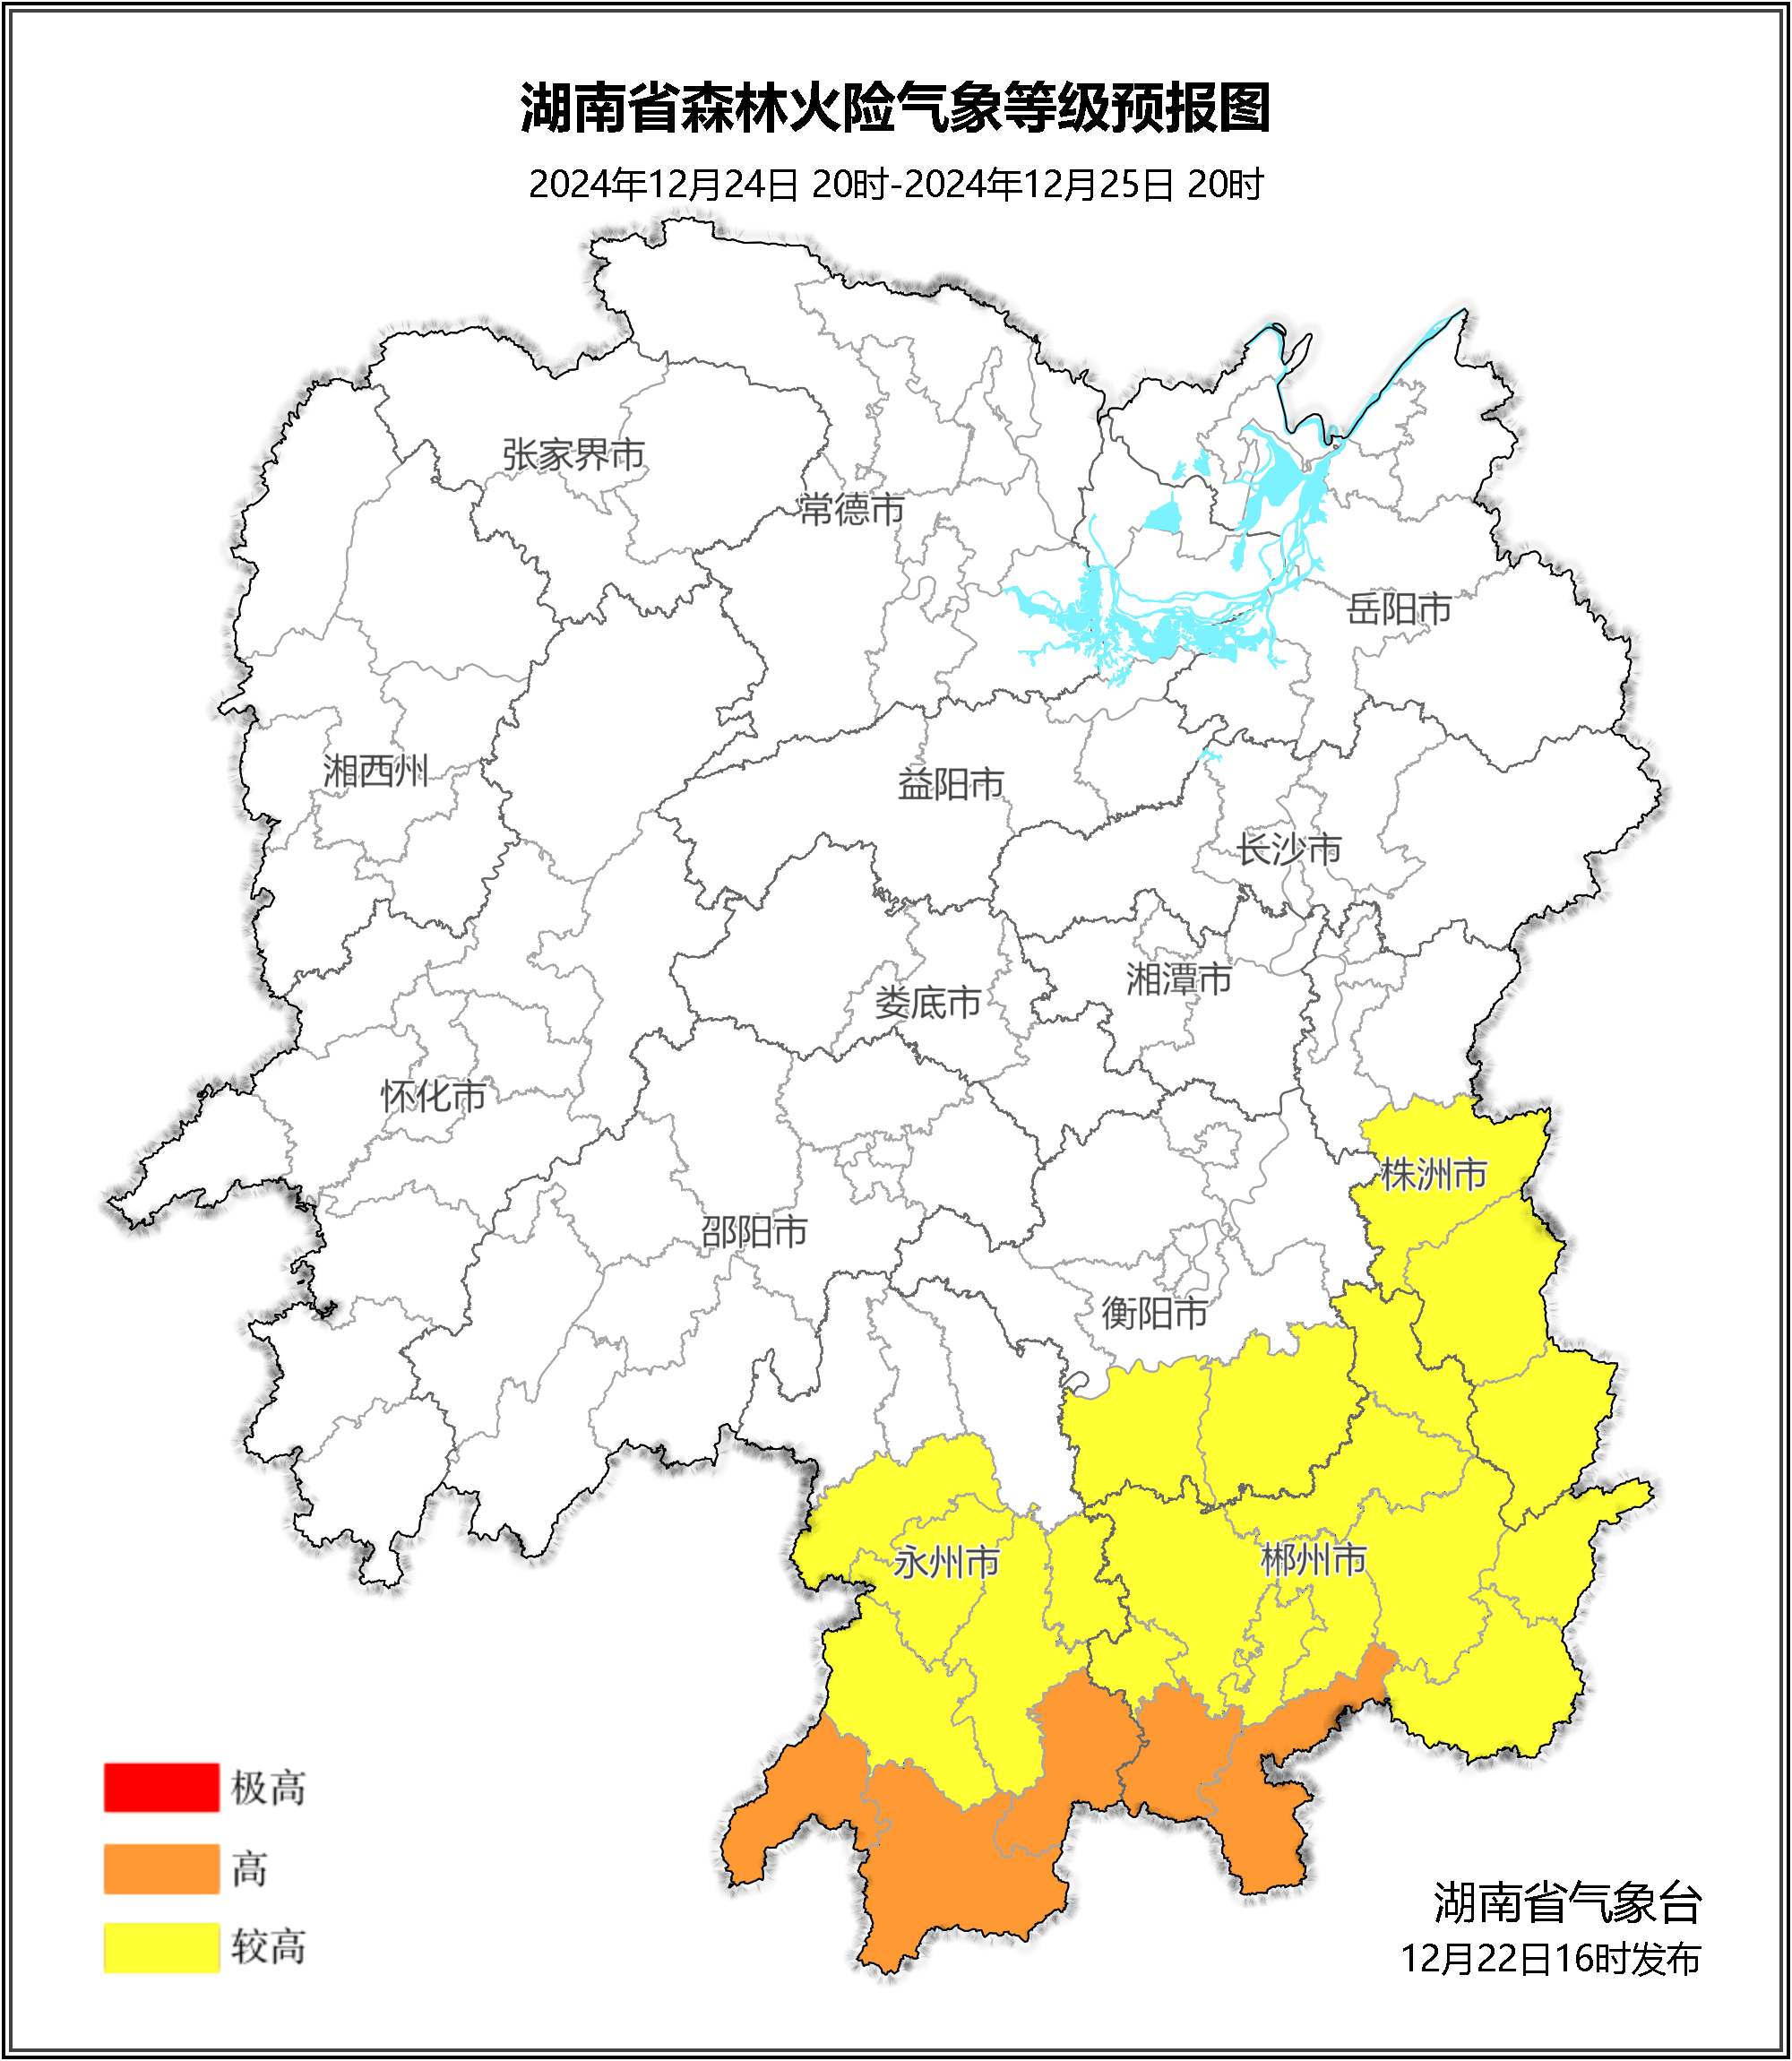 湖南省森林火险气象等级预报图
2024年12月24日 20时-2024年12月25日 20时
张家界市
常德市
岳阳市
湘西州
益阳市
长沙市
湘潭市
娄底市
怀化市
株洲市
邵阳市
衡阳市
永州市
郴州市
极高
高
较高
湖南省气象台
12月22日16时发布